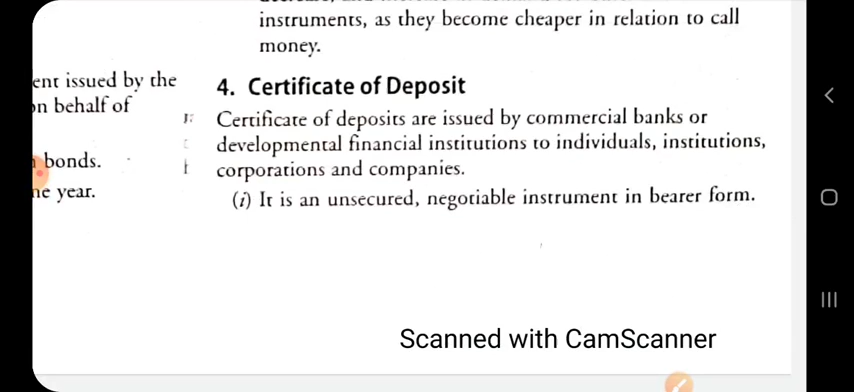 instruments, as they become cheaper in relation to call
money.
ent issued by the
on behalf of
bonds.
ne year.
4. Certificate of Deposit
Certificate of deposits are issued by commercial banks or
developmental financial institutions to individuals, institutions,
corporations and companies.
(i) It is an unsecured, negotiable instrument in bearer form.
Scanned with CamScanner